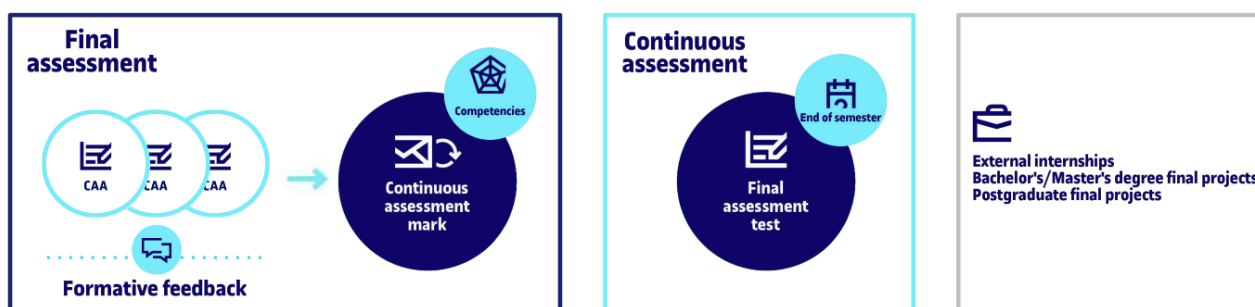 Final
assessment
Competencies
CAA
CAA
CAA
Continuous
assessment
mark
Formative feedback
Continuous
assessment
End of semester
Final
assessment
test
External internships
Bachelor's/Master's degree final projects
Postgraduate final projects